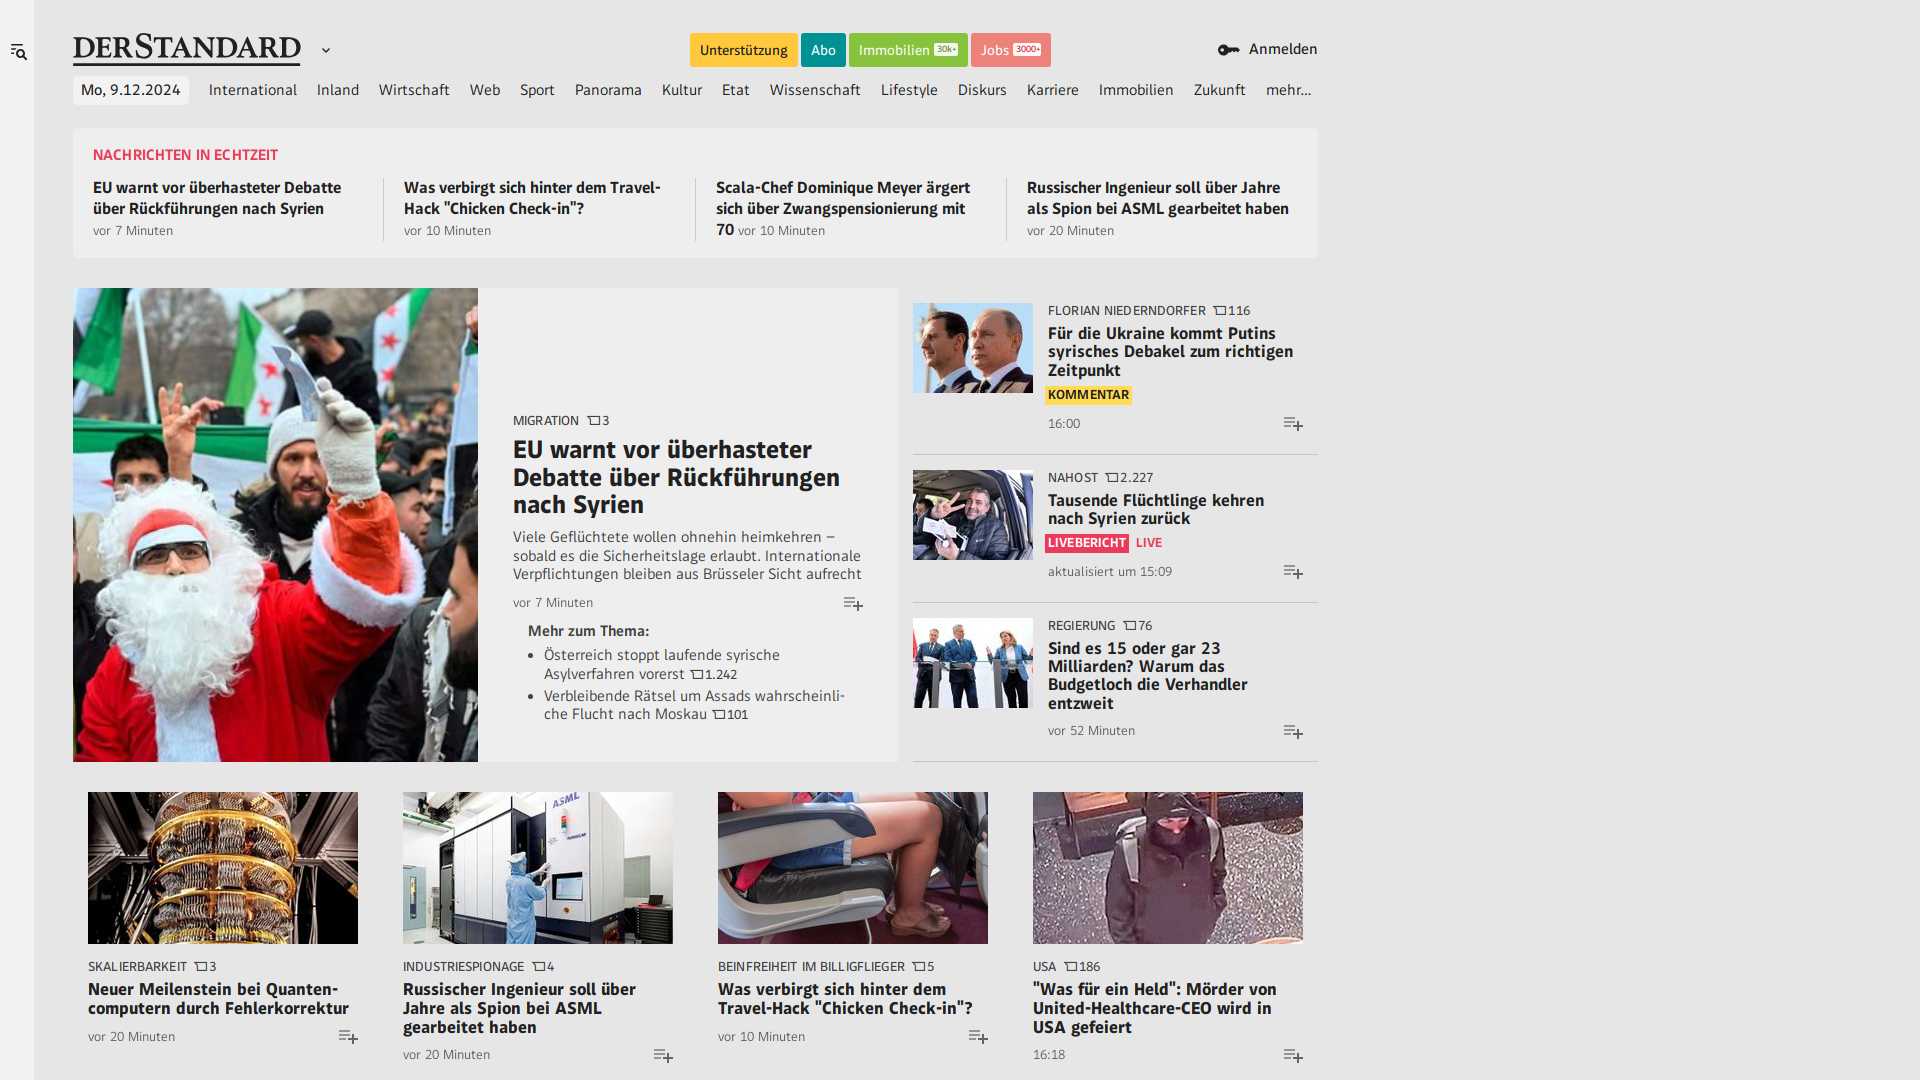 DERSTANDARD
Unterstützung
Abo
Immobilien 30k+
Jobs 3000+
Anmelden
Mo, 9.12.2024
International
Inland
Wirtschaft
Web
Sport
Panorama
Kultur
Etat
Wissenschaft
Lifestyle
Diskurs
Karriere
Immobilien
Zukunft
mehr...
NACHRICHTEN IN ECHTZEIT
EU warnt vor überhasteter Debatte
über Rückführungen nach Syrien
vor 7 Minuten
Was verbirgt sich hinter dem Travel-
Hack "Chicken Check-in"?
vor 10 Minuten
Scala-Chef Dominique Meyer ärgert
sich über Zwangspensionierung mit
70 vor 10 Minuten
Russischer Ingenieur soll über Jahre
als Spion bei ASML gearbeitet haben
vor 20 Minuten
MIGRATION 3
EU warnt vor überhasteter
Debatte über Rückführungen
nach Syrien
Viele Geflüchtete wollen ohnehin heimkehren –
sobald es die Sicherheitslage erlaubt. Internationale
Verpflichtungen bleiben aus Brüsseler Sicht aufrecht
vor 7 Minuten
Mehr zum Thema:
• Österreich stoppt laufende syrische
Asylverfahren vorerst 1.242
• Verbleibende Rätsel um Assads wahrscheinli-
che Flucht nach Moskau 101
FLORIAN NIEDERNDORFER 116
Für die Ukraine kommt Putins
syrisches Debakel zum richtigen
Zeitpunkt
KOMMENTAR
16:00
NAHOST 2.227
Tausende Flüchtlinge kehren
nach Syrien zurück
LIVEBERICHT LIVE
aktualisiert um 15:09
REGIERUNG 76
Sind es 15 oder gar 23
Milliarden? Warum das
Budgetloch die Verhandler
entzweit
vor 52 Minuten
SKALIERBARKEIT 3
Neuer Meilenstein bei Quanten-
computern durch Fehlerkorrektur
vor 20 Minuten
ASML
INDUSTRIESPIONAGE 4
Russischer Ingenieur soll über
Jahre als Spion bei ASML
gearbeitet haben
vor 20 Minuten
BEINFREIHEIT IM BILLIGFLIEGER 5
Was verbirgt sich hinter dem
Travel-Hack "Chicken Check-in"?
vor 10 Minuten
USA 186
"Was für ein Held": Mörder von
United-Healthcare-CEO wird in
USA gefeiert
16:18